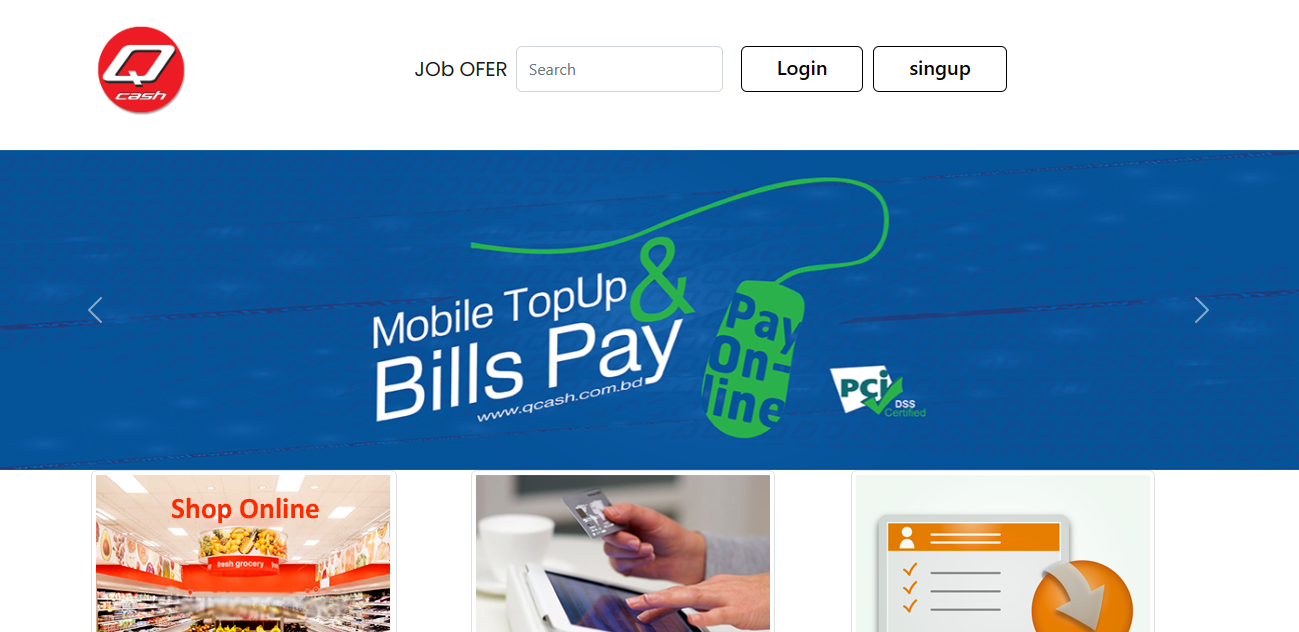 Q
cash
JOb OFER
Search
Login
singup
Mobile TopUp
&
Bills Pay
www.qcash.com.bd
Pay
On-
line
PCi
DSS
Certified
Shop Online
fresh grocery